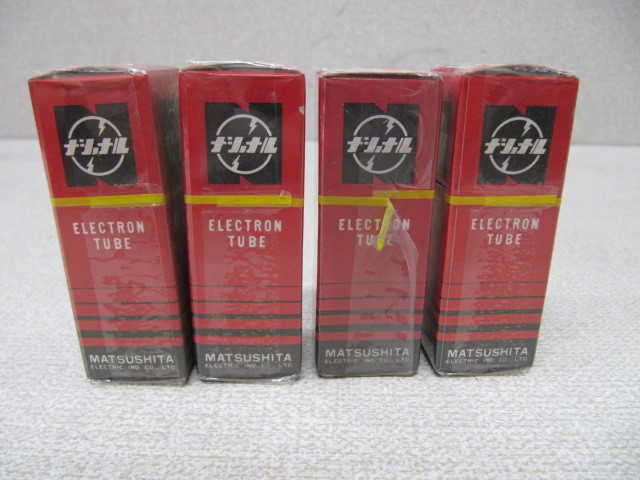 ナショナル
ELECTRON
TUBE
MATSUSHITA
ELECTRIC IND. CO., LTD.
ナショナル
ELECTRON
TUBE
MATSUSHITA
ELECTRIC IND. CO., LTD.
ナショナル
ELECTRON
TUBE
MATSUSHITA
ELECTRIC IND. CO., LTD.
ナショナル
ELECTRON
TUBE
MATSUSHITA
ELECTRIC IND. CO., LTD.